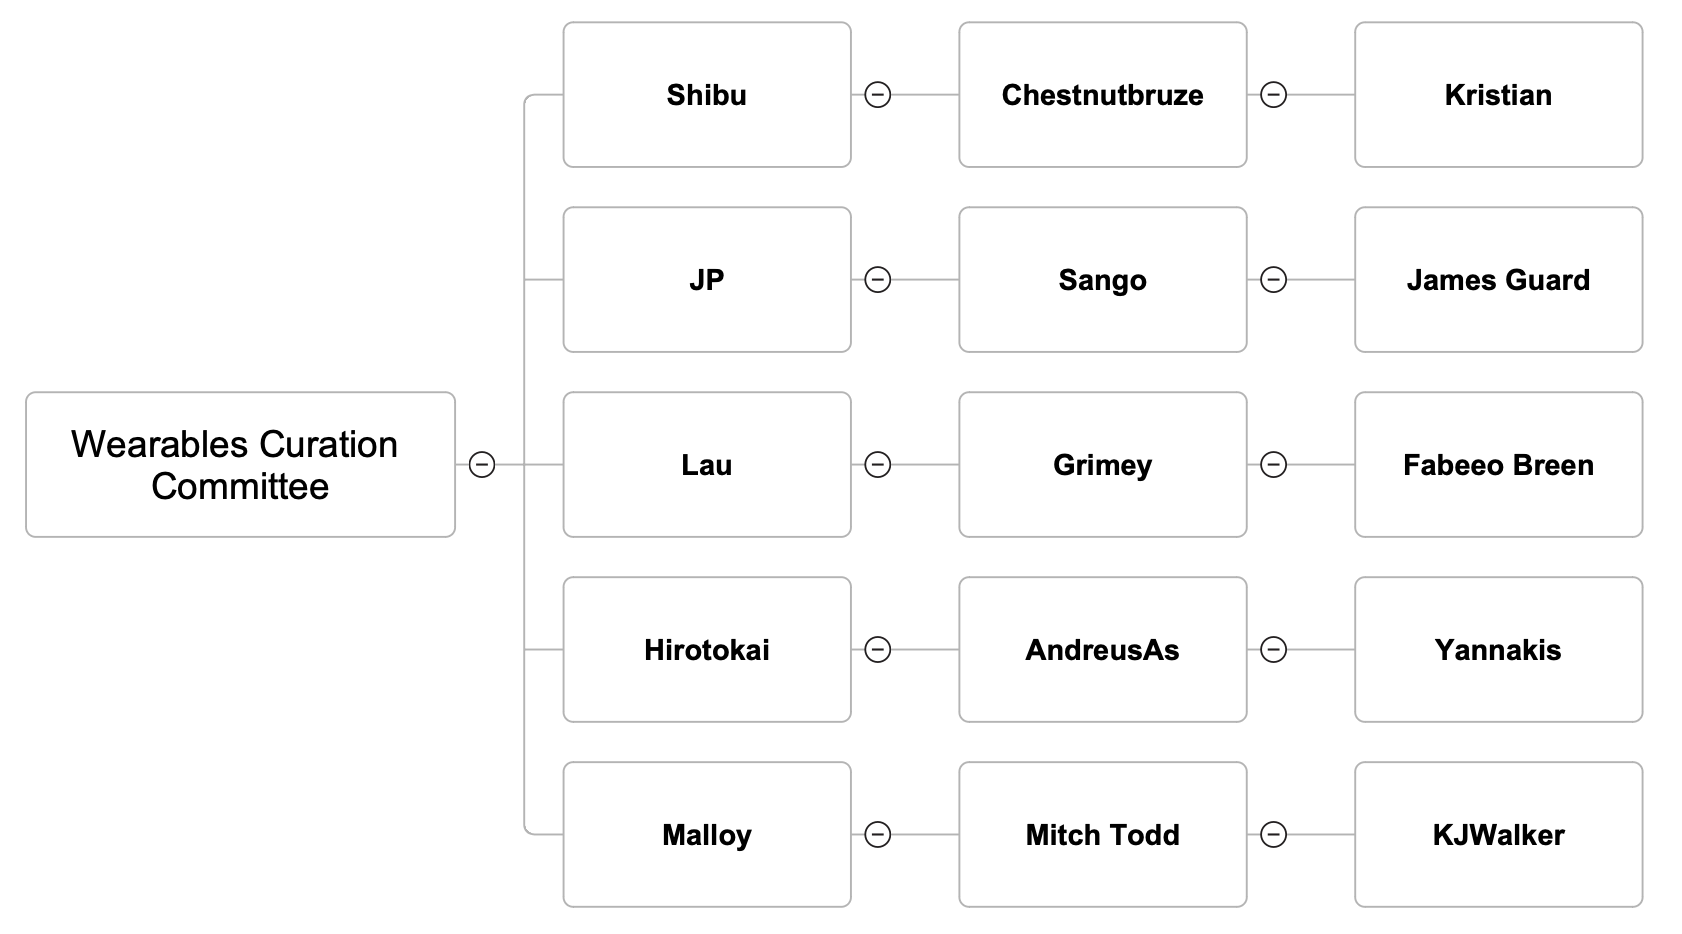 Shibu
Chestnutbruze
Kristian
JP
Sango
James Guard
Wearables Curation
Committee
Lau
Grimey
Fabeeo Breen
Hirotokai
AndreusAs
Yannakis
Malloy
Mitch Todd
KJWalker